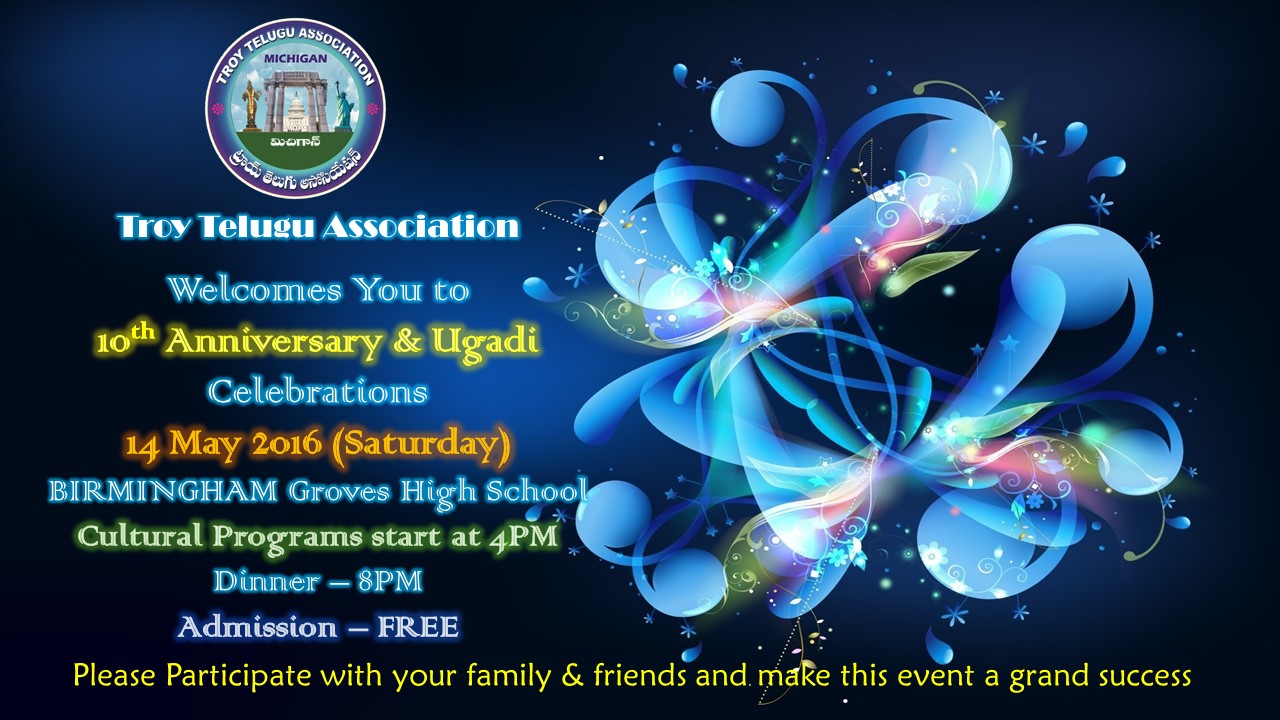 TROY TELUGU ASSOCIATION
MICHIGAN
మిచిగాన్
ట్రాయ్ తెలుగు అసోసియేషన్
Troy Telugu Association
Welcomes You to
10th Anniversary & Ugadi
Celebrations
14 May 2016 (Saturday)
BIRMINGHAM Groves High School
Cultural Programs start at 4PM
Dinner – 8PM
Admission – FREE
Please Participate with your family & friends and make this event a grand success